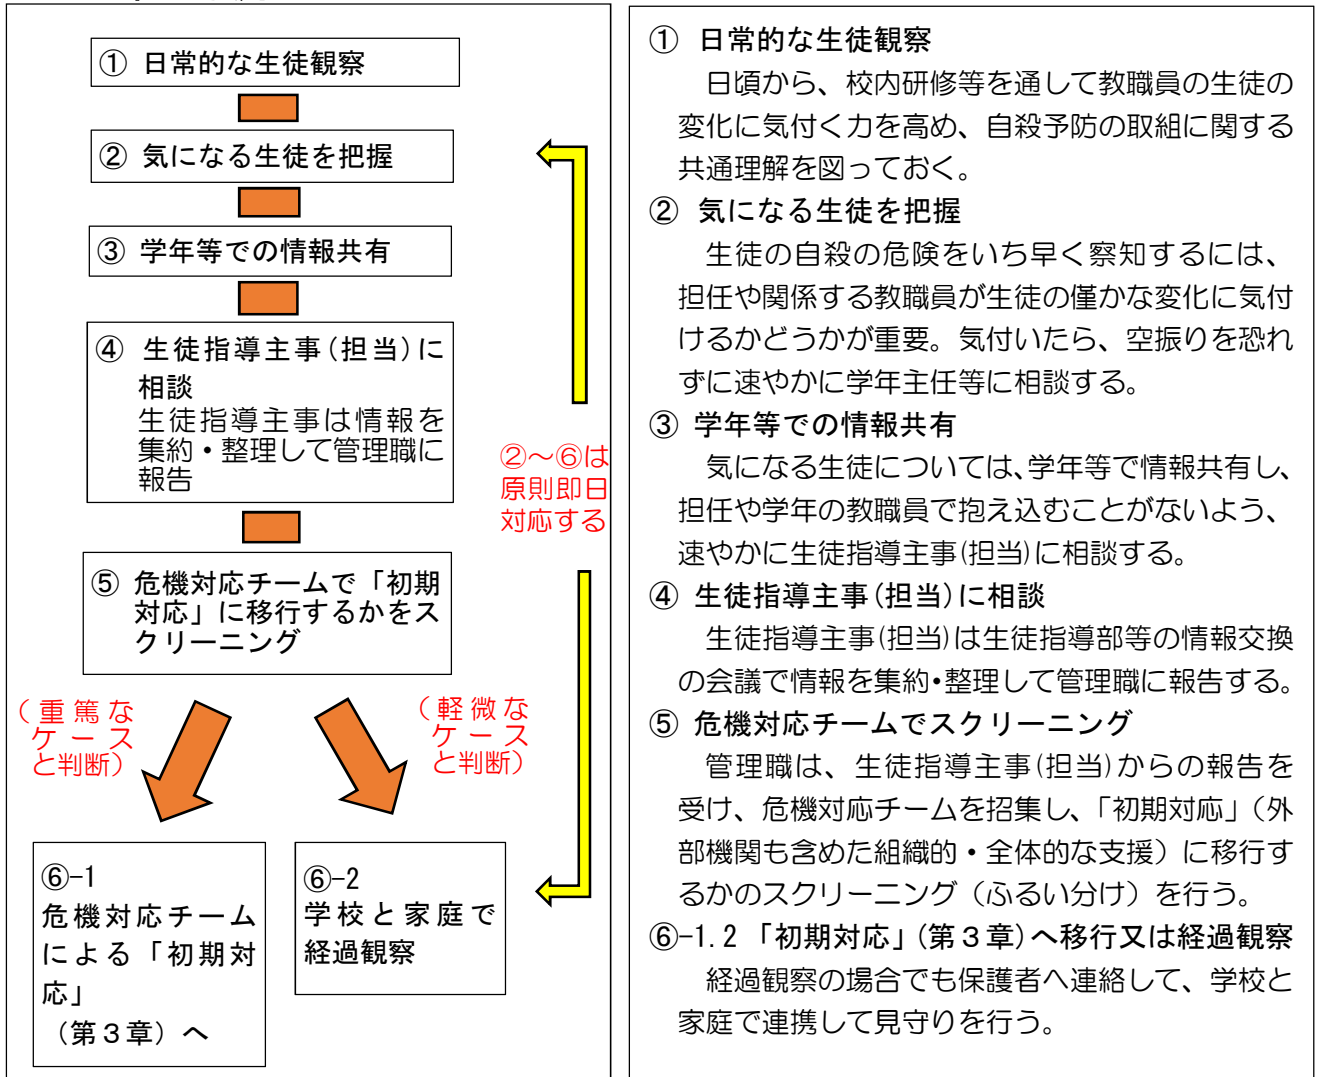 ① 日常的な生徒観察
② 気になる生徒を把握
③ 学年等での情報共有
④ 生徒指導主事(担当)に
相談
生徒指導主事は情報を
集約・整理して管理職に
報告
②～⑥は
原則即日
対応する
⑤ 危機対応チームで「初期
対応」に移行するかをス
クリーニング
（重篤な
ケース
と判断）
（軽微な
ケース
と判断）
⑥-1
危機対応チーム
による「初期対
応」
（第３章）へ
⑥-2
学校と家庭で
経過観察
① 日常的な生徒観察
日頃から、校内研修等を通して教職員の生徒の
変化に気付く力を高め、自殺予防の取組に関する
共通理解を図っておく。
② 気になる生徒を把握
生徒の自殺の危険をいち早く察知するには、
担任や関係する教職員が生徒の僅かな変化に気付
けるかどうかが重要。気付いたら、空振りを恐れ
ずに速やかに学年主任等に相談する。
③ 学年等での情報共有
気になる生徒については、学年等で情報共有し、
担任や学年の教職員で抱え込むことがないよう、
速やかに生徒指導主事(担当)に相談する。
④ 生徒指導主事(担当)に相談
生徒指導主事(担当)は生徒指導部等の情報交換
の会議で情報を集約・整理して管理職に報告する。
⑤ 危機対応チームでスクリーニング
管理職は、生徒指導主事(担当)からの報告を
受け、危機対応チームを招集し、「初期対応」（外
部機関も含めた組織的・全体的な支援）に移行す
るかのスクリーニング（ふるい分け）を行う。
⑥-1.2 「初期対応」(第３章)へ移行又は経過観察
経過観察の場合でも保護者へ連絡して、学校と
家庭で連携して見守りを行う。